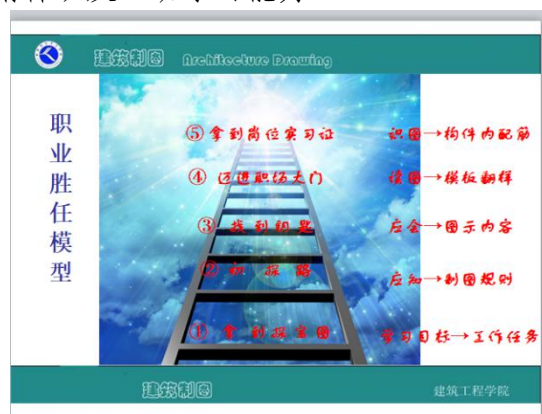 建筑制图 Architecture Drawing
职业胜任模型
⑤ 拿到岗位实习证 识图→构件内配筋
④ 迈进职场大门 读图→模板翻样
③ 找到钥匙 应会→图示内容
② 初探路 应知→制图规则
① 拿到探宝图 学习目标→工作任务
建筑制图 建筑工程学院